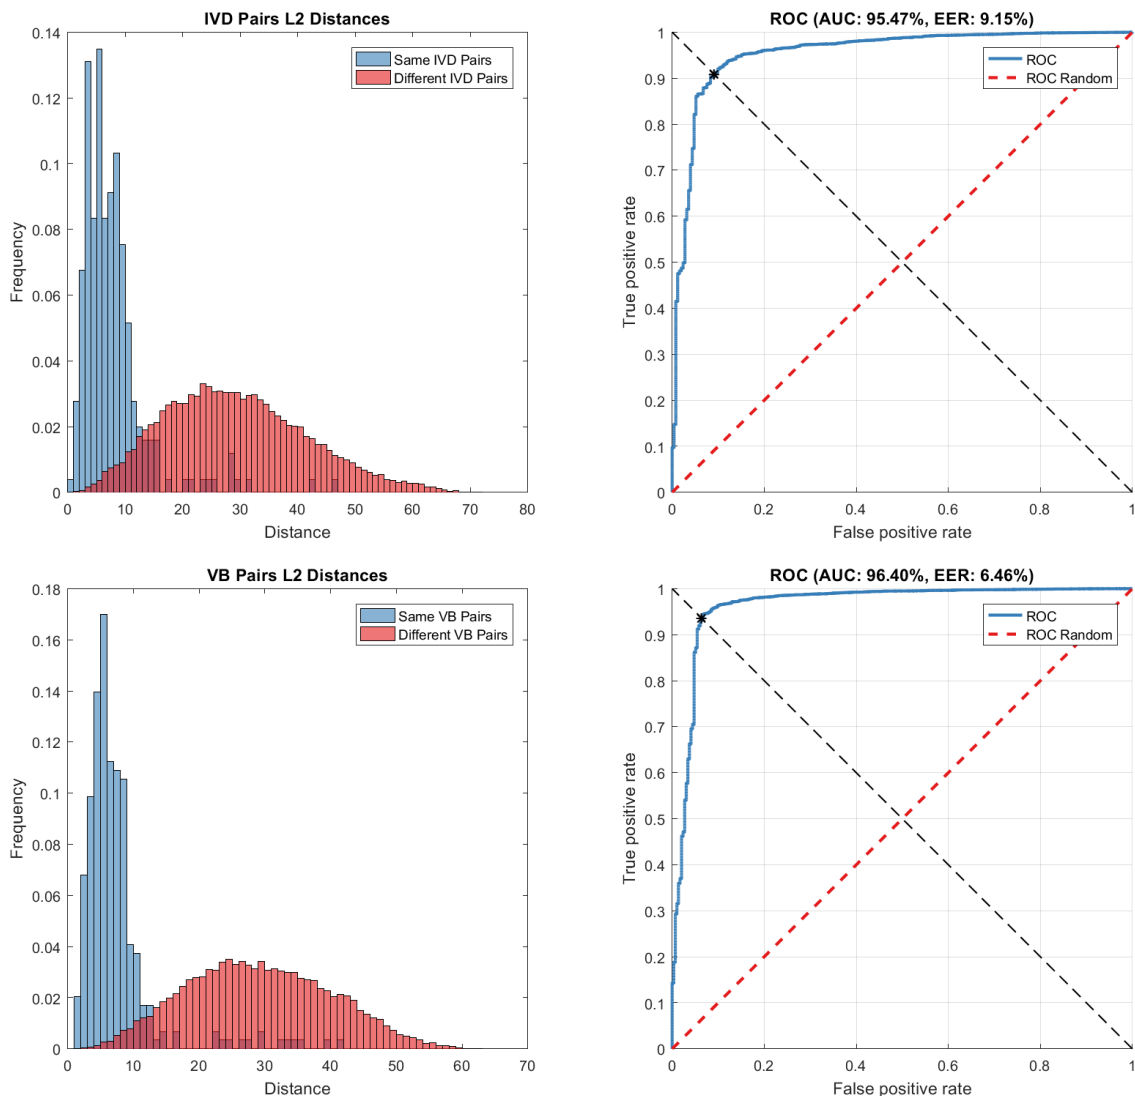 IVD Pairs L2 Distances
Same IVD Pairs
Different IVD Pairs
0.14
0.12
0.1
0.08
0.06
0.04
0.02
0
0 10 20 30 40 50 60 70 80
Frequency
Distance
ROC (AUC: 95.47%, EER: 9.15%)
ROC
ROC Random
1
0.9
0.8
0.7
0.6
0.5
0.4
0.3
0.2
0.1
0
0 0.2 0.4 0.6 0.8 1
True positive rate
False positive rate
VB Pairs L2 Distances
Same VB Pairs
Different VB Pairs
0.18
0.16
0.14
0.12
0.1
0.08
0.06
0.04
0.02
0
0 10 20 30 40 50 60 70
Frequency
Distance
ROC (AUC: 96.40%, EER: 6.46%)
ROC
ROC Random
1
0.9
0.8
0.7
0.6
0.5
0.4
0.3
0.2
0.1
0
0 0.2 0.4 0.6 0.8 1
True positive rate
False positive rate